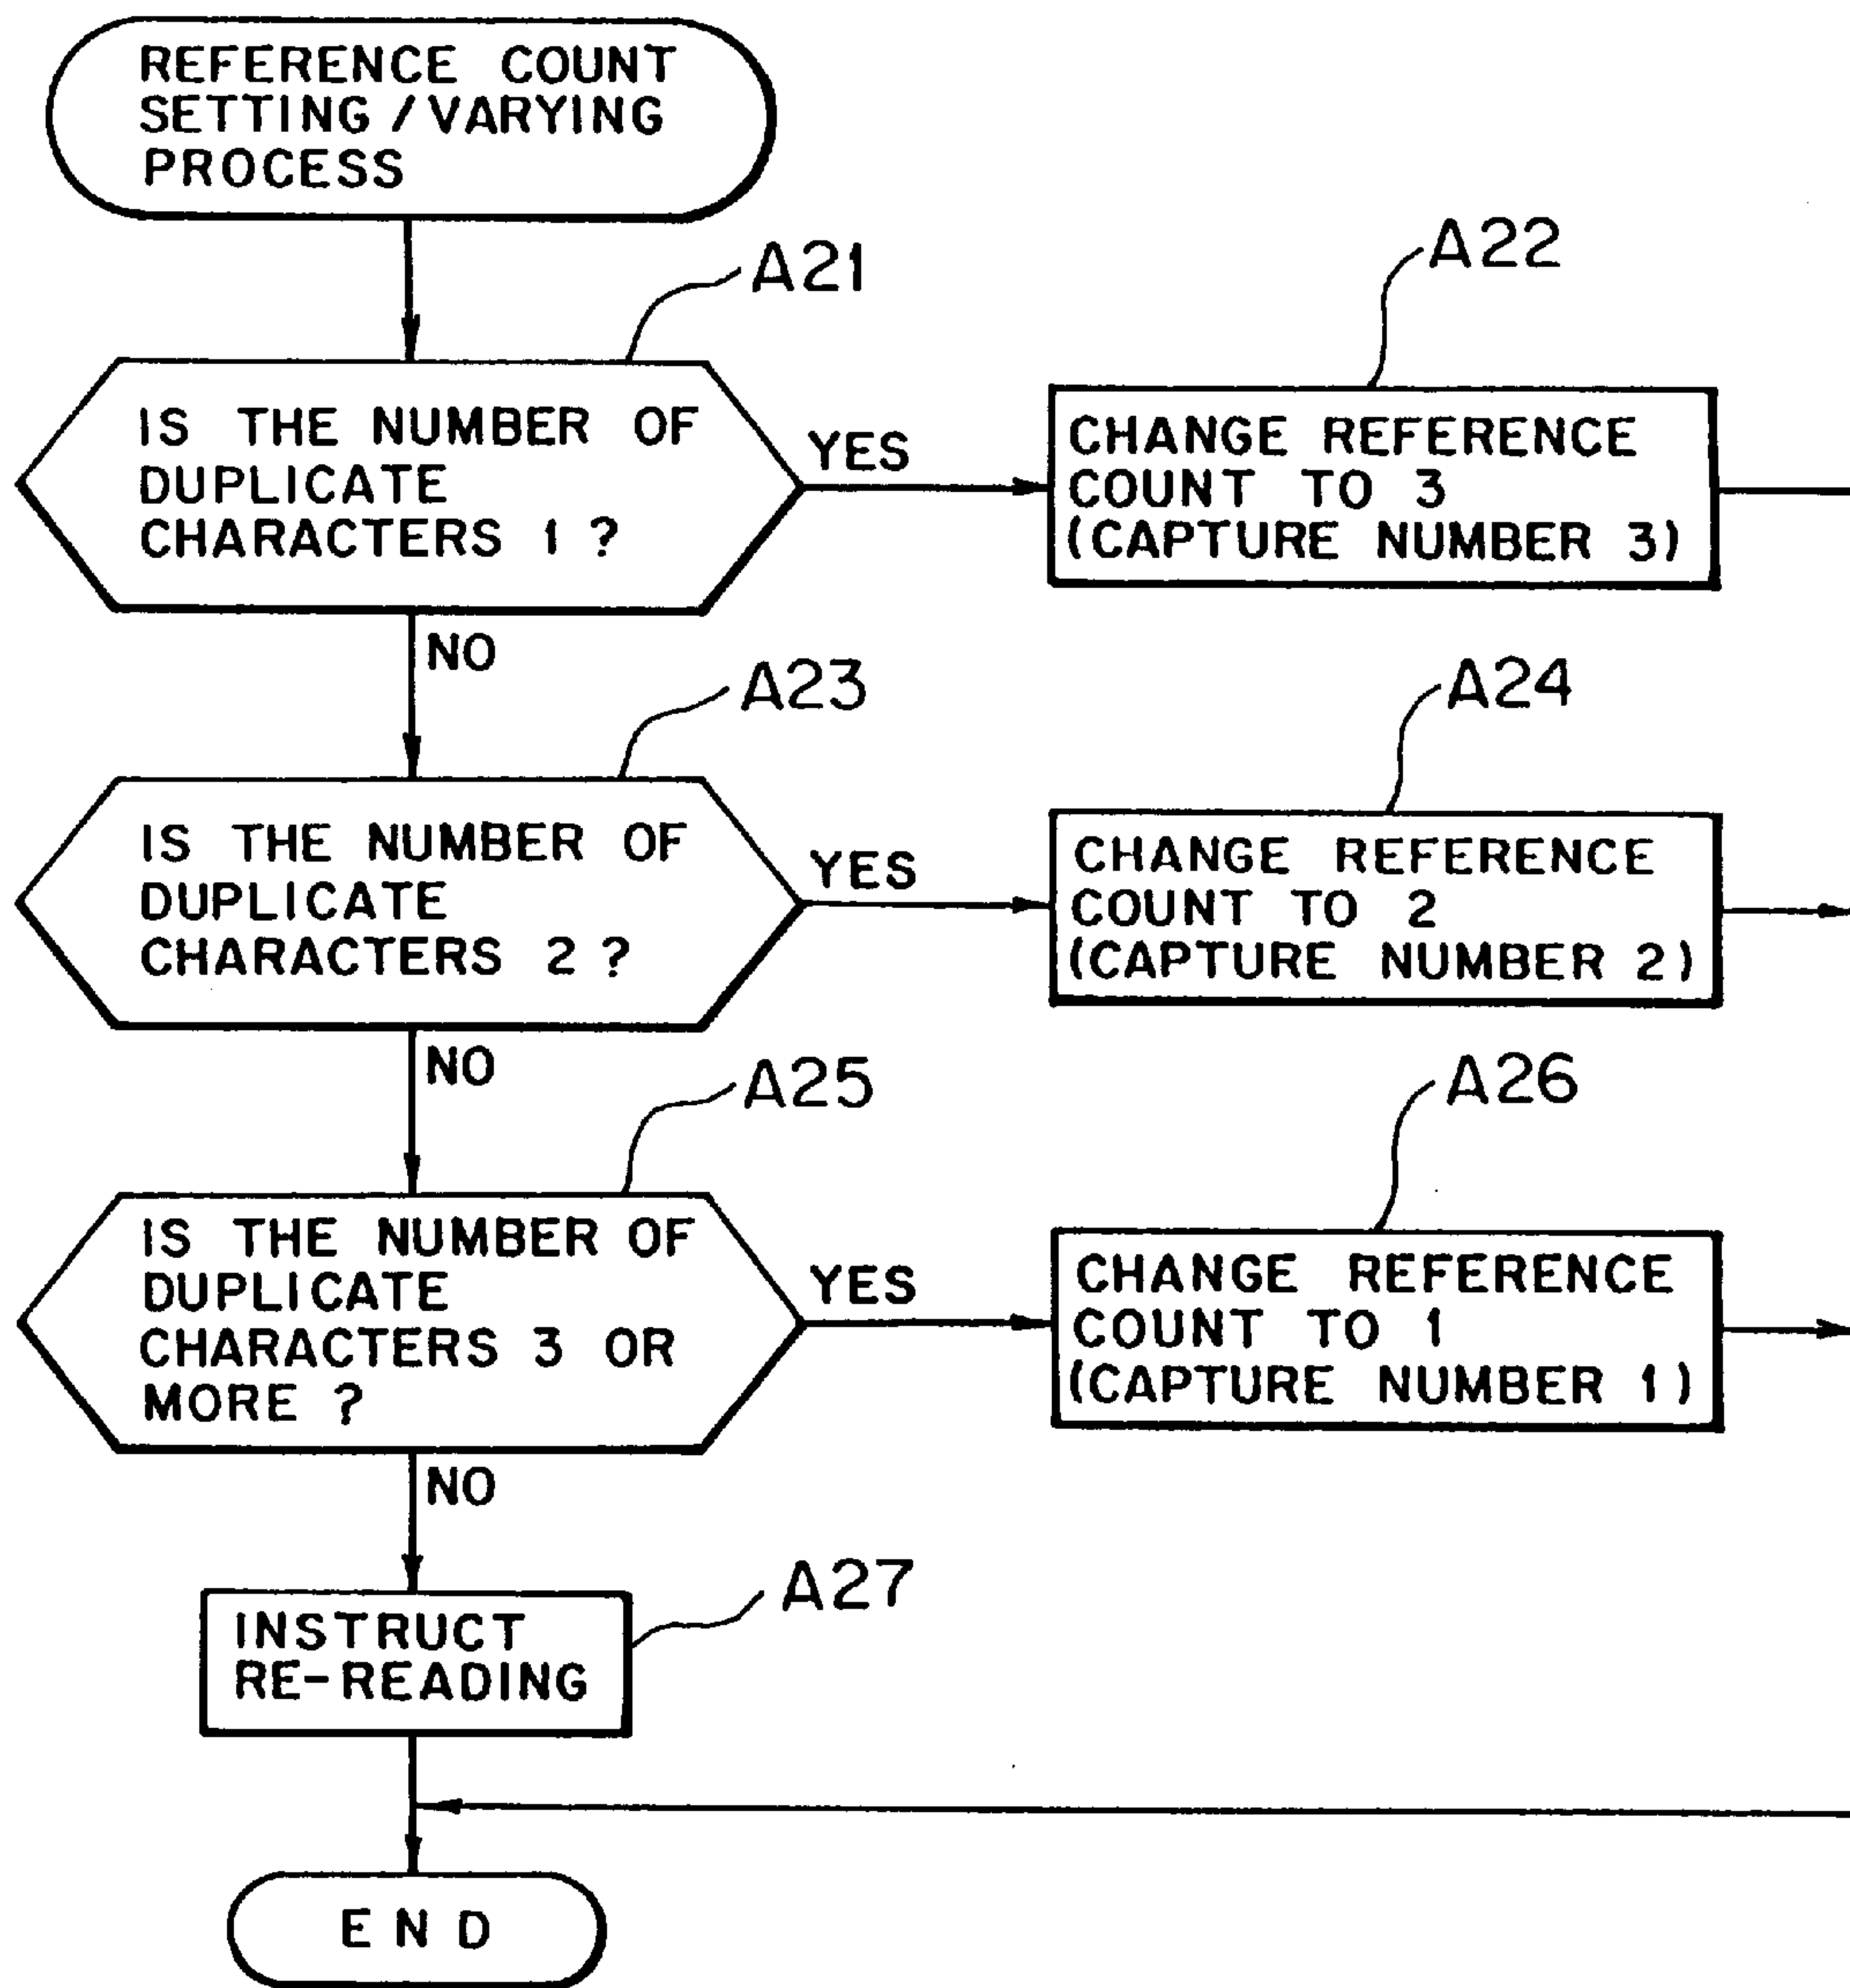 REFERENCE COUNT
SETTING/VARYING
PROCESS
A21
IS THE NUMBER OF
DUPLICATE
CHARACTERS 1 ?
YES
A22
CHANGE REFERENCE
COUNT TO 3
(CAPTURE NUMBER 3)
NO
A23
IS THE NUMBER OF
DUPLICATE
CHARACTERS 2 ?
YES
A24
CHANGE REFERENCE
COUNT TO 2
(CAPTURE NUMBER 2)
NO
A25
IS THE NUMBER OF
DUPLICATE
CHARACTERS 3 OR
MORE ?
YES
A26
CHANGE REFERENCE
COUNT TO 1
(CAPTURE NUMBER 1)
NO
A27
INSTRUCT
RE-READING
END